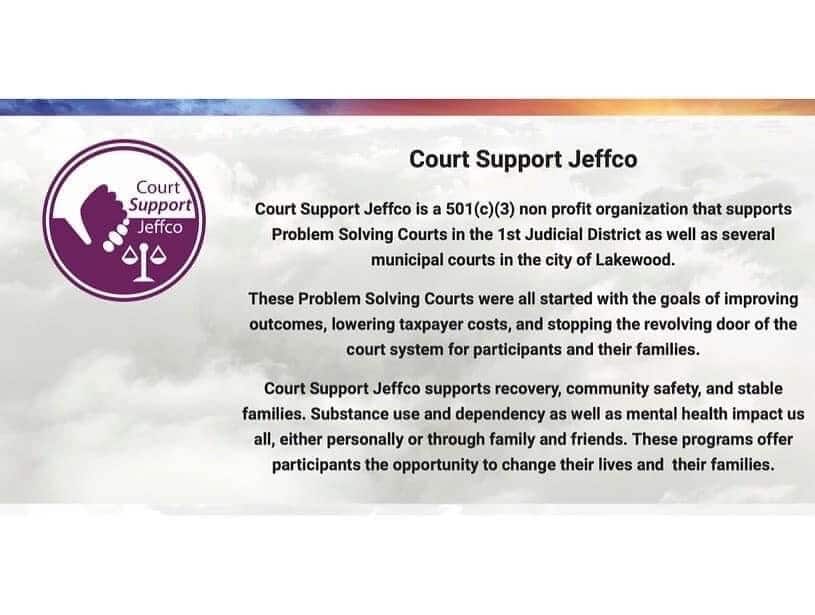 Court
Support
Jeffco
Court Support Jeffco
Court Support Jeffco is a 501(c)(3) non profit organization that supports
Problem Solving Courts in the 1st Judicial District as well as several
municipal courts in the city of Lakewood.
These Problem Solving Courts were all started with the goals of improving
outcomes, lowering taxpayer costs, and stopping the revolving door of the
court system for participants and their families.
Court Support Jeffco supports recovery, community safety, and stable
families. Substance use and dependency as well as mental health impact us
all, either personally or through family and friends. These programs offer
participants the opportunity to change their lives and  their families.